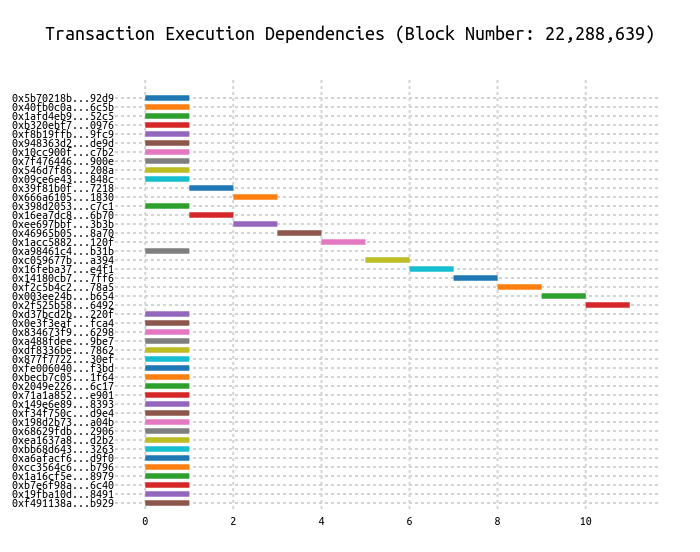 Transaction Execution Dependencies (Block Number: 22,288,639)
0x5b70218b...92d9
0x40fb0c0a...6c5b
0x1afd4eb9...52c5
0xb320ebf7...0976
0xf8b19ffb...9fc9
0x948363d2...de9d
0x10cc900f...c7b2
0x7f476446...900e
0x546d7f86...208a
0x09ce6e43...848c
0x39f81b0f...7218
0x666a6105...1830
0x398d2053...c7c1
0x16ea7dc8...6b70
0xee697bbf...3b3b
0x46965b05...8a70
0x1acc5882...120f
0xa98461c4...b31b
0xc059677b...a394
0x16feba37...e4f1
0x14180cb7...7ff6
0xf2c5b4c2...78a5
0x003ee24b...b654
0x2f525b58...6492
0xd37bcd2b...220f
0x0e3f3eaf...fca4
0x834673f9...6298
0xa488fdee...9be7
0xdf8336be...7862
0x877f7722...30ef
0xfe006040...f3bd
0xbecb7c05...1f64
0x2049e226...6c17
0x71a1a852...e901
0x149e6e89...8393
0xf34f750c...d9e4
0x198d2b73...a04b
0x68629fdb...2906
0xea1637a8...d2b2
0xbb68d643...3263
0xa6afacf6...d9f0
0xcc3564c6...b796
0x1a16cf5e...8979
0xb7e6f98a...6c40
0x19fba10d...8491
0xf491138a...b929
0 2 4 6 8 10